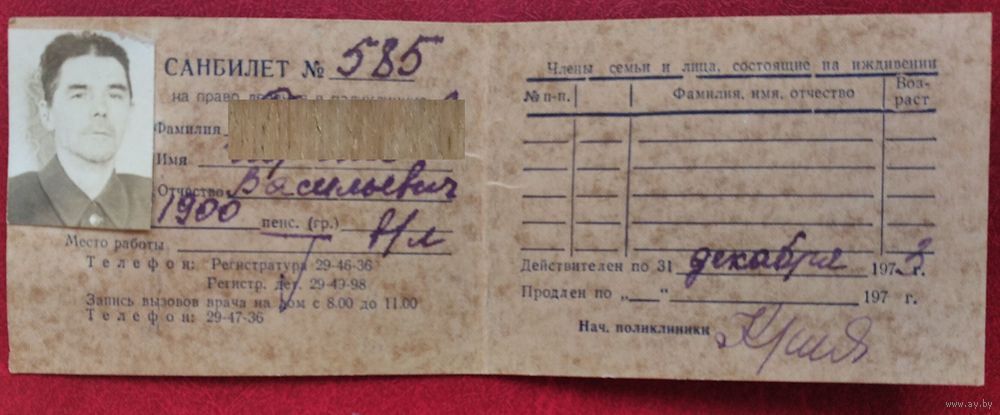 САНБИЛЕТ № 585
на право
Фамилия
Имя
Отчество Васильевич
1900 пенс. (гр.) в/л
Место работы
Телефон: Регистратура 29-46-36
Регистр. дет. 29-49-98
Запись вызовов врача на дом с 8.00 до 11.00
Телефон: 29-47-36
Члены семьи и лица, состоящие на иждивении
№ п-п. Фамилия, имя, отчество Воз-
раст
Действителен по 31 декабря 1973 г.
Продлен по „ — “ 197 г.
Нач. поликлиники
www.ay.by